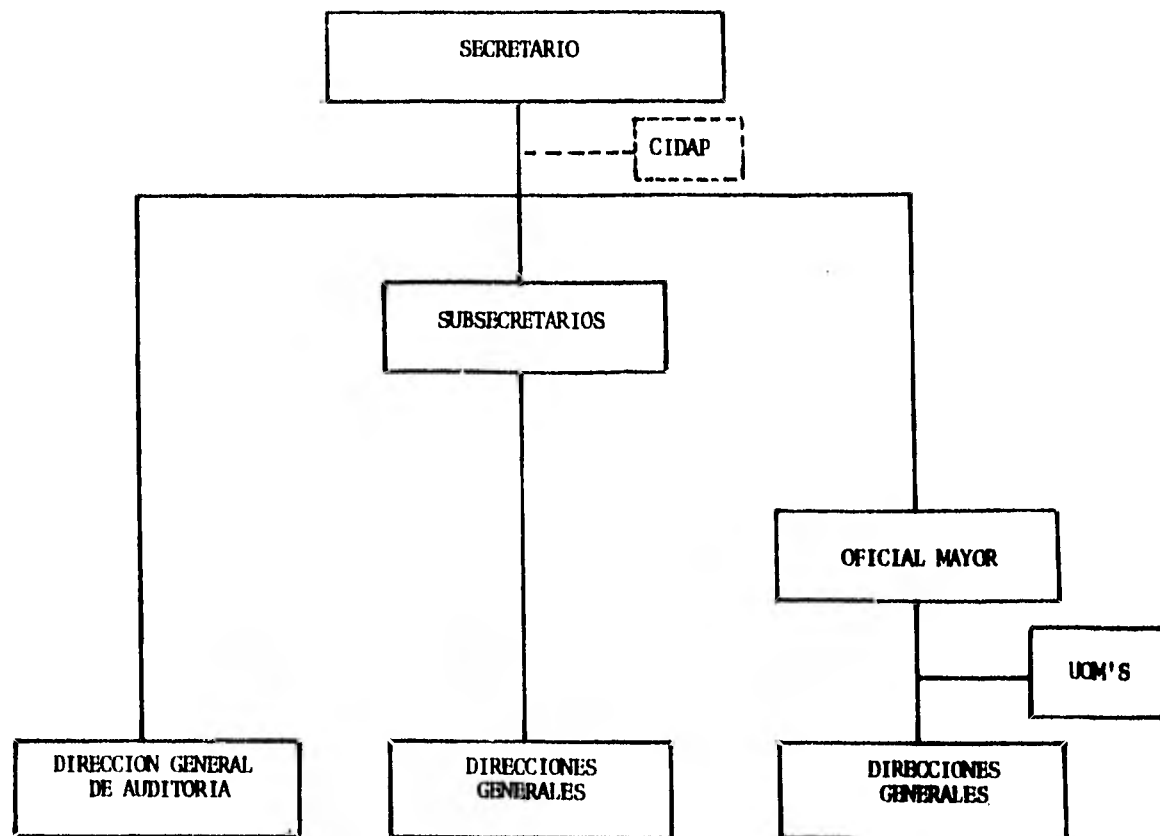 SECRETARIO
CIDAP
SUBSECRETARIOS
OFICIAL MAYOR
UOM'S
DIRECCION GENERAL
DE AUDITORIA
DIRECCIONES
GENERALES
DIRECCIONES
GENERALES